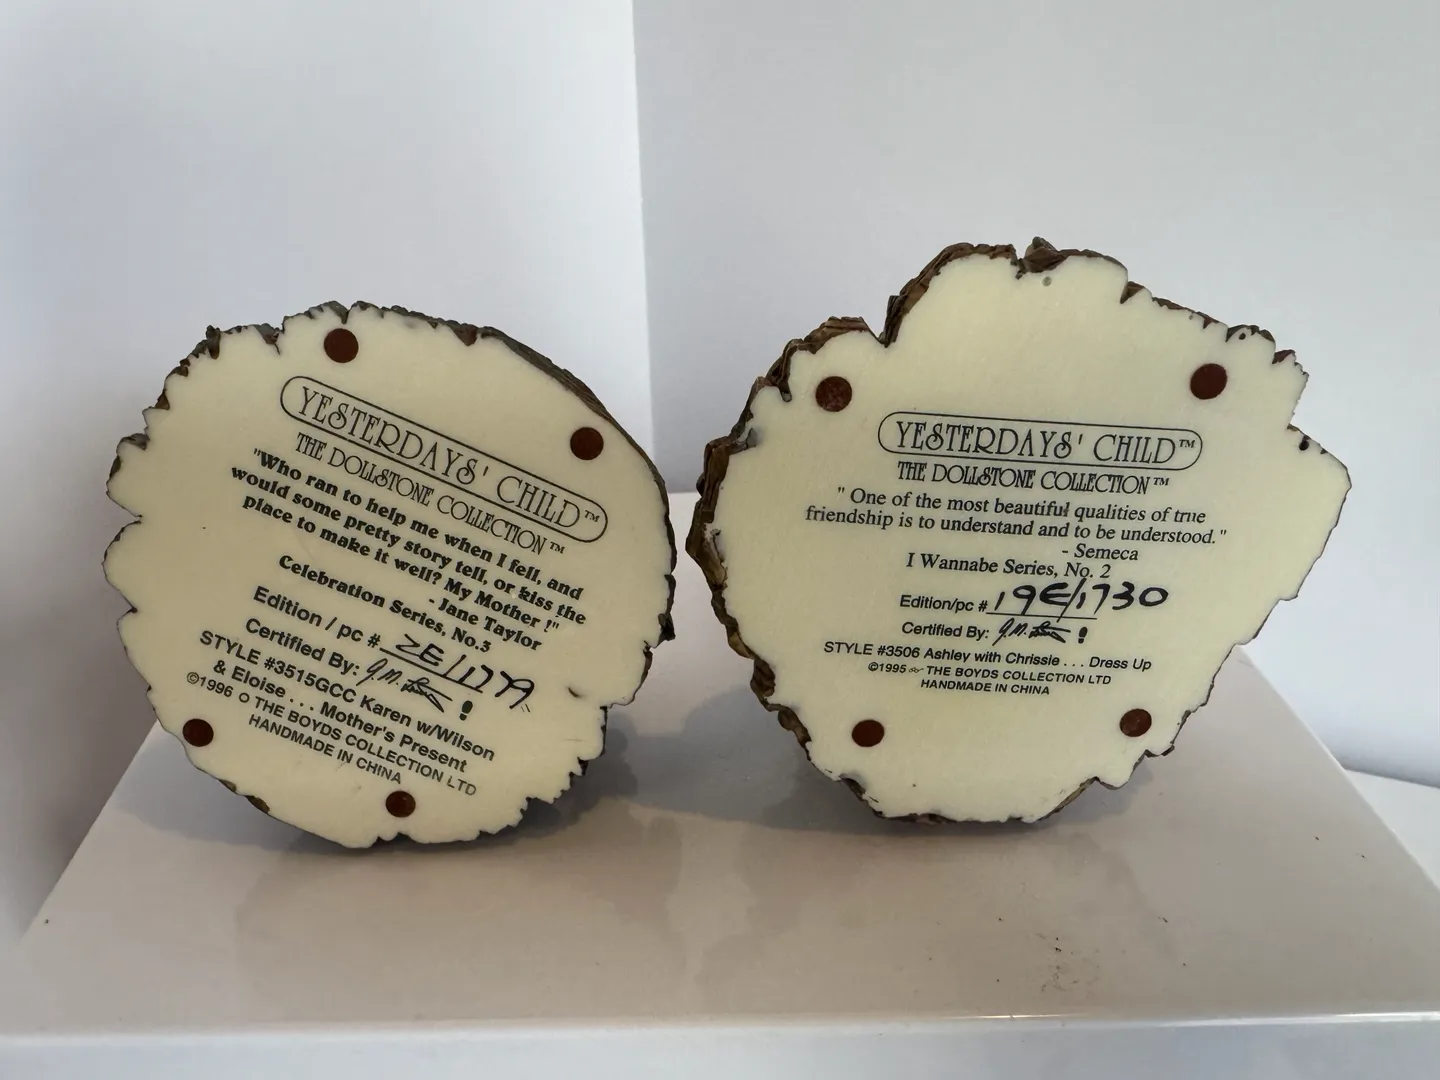 YESTERDAYS' CHILD™
THE DOLLSTONE COLLECTION™
"Who ran to help me when I fell, and
would some pretty story tell, or kiss the
place to make it well? My Mother !"
- Jane Taylor
Celebration Series, No.3
Edition / pc # 2E/1779
Certified By:
STYLE #3515GCC Karen w/Wilson
& Eloise . . . Mother's Present
©1996 THE BOYDS COLLECTION LTD
HANDMADE IN CHINA
YESTERDAYS' CHILD™
THE DOLLSTONE COLLECTION™
" One of the most beautiful qualities of true
friendship is to understand and to be understood."
- Semeca
I Wannabe Series, No. 2
Edition/pc # 19E/1730
Certified By:
STYLE #3506 Ashley with Chrissie . . . Dress Up
©1995 THE BOYDS COLLECTION LTD
HANDMADE IN CHINA